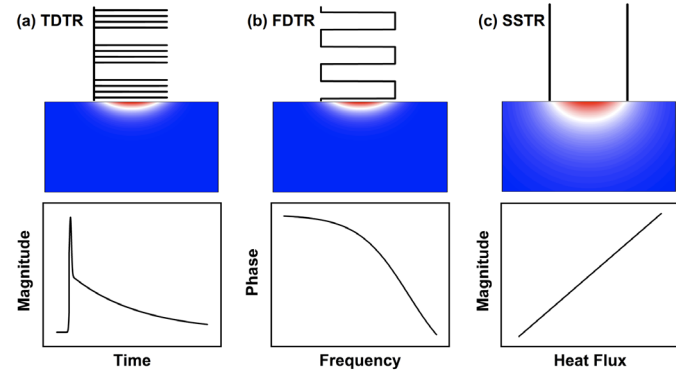 (a) TDTR
(b) FDTR
(c) SSTR
Magnitude
Time
Phase
Frequency
Magnitude
Heat Flux